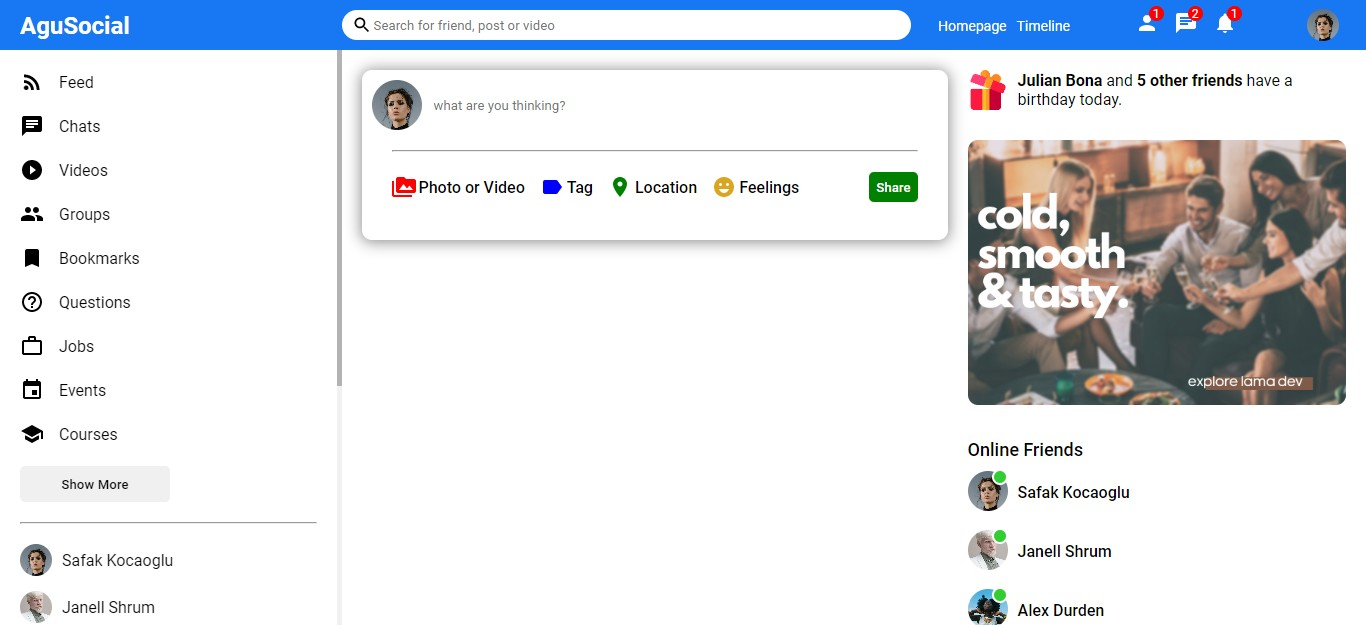 AguSocial
Search for friend, post or video
Homepage Timeline
1
2
1
Feed
Chats
Videos
Groups
Bookmarks
Questions
Jobs
Events
Courses
Show More
Safak Kocaoglu
Janell Shrum
what are you thinking?
Photo or Video Tag Location Feelings Share
Julian Bona and 5 other friends have a
birthday today.
cold,
smooth
& tasty.
explore lama dev
Online Friends
Safak Kocaoglu
Janell Shrum
Alex Durden